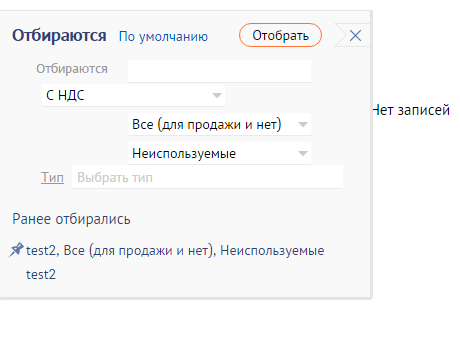 Отбираются По умолчанию Отобрать
Отбираются
С НДС
Нет записей
Все (для продажи и нет)
Неиспользуемые
Тип Выбрать тип
Ранее отбирались
test2, Все (для продажи и нет), Неиспользуемые
test2